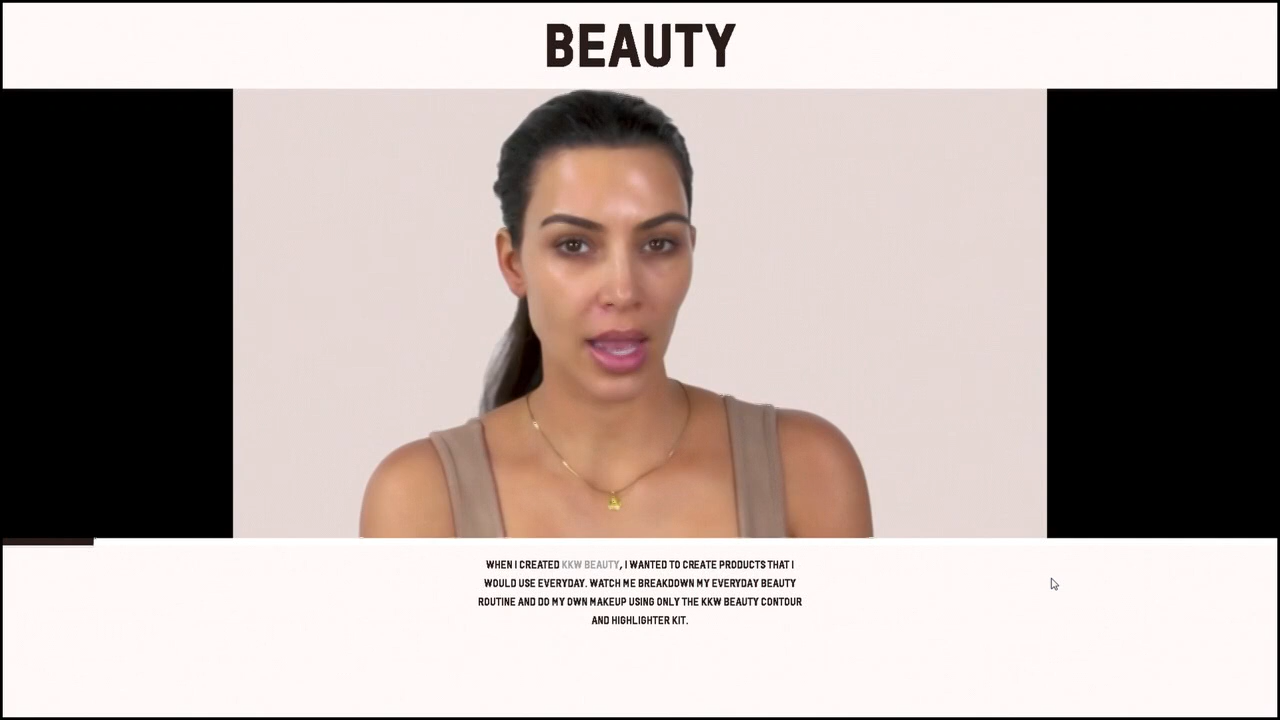 BEAUTY
WHEN I CREATED KKW BEAUTY, I WANTED TO CREATE PRODUCTS THAT I
WOULD USE EVERYDAY. WATCH ME BREAKDOWN MY EVERYDAY BEAUTY
ROUTINE AND DO MY OWN MAKEUP USING ONLY THE KKW BEAUTY CONTOUR
AND HIGHLIGHTER KIT.